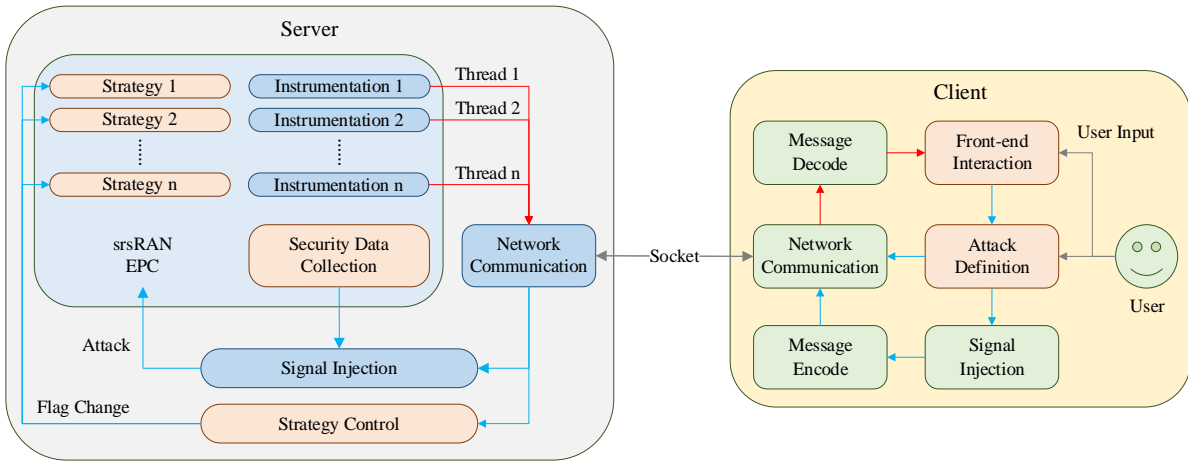 Server
Strategy 1
Instrumentation 1
Thread 1
Strategy 2
Instrumentation 2
Thread 2
Strategy n
Instrumentation n
Thread n
srsRAN
EPC
Security Data
Collection
Network
Communication
Attack
Signal Injection
Flag Change
Strategy Control
Socket
Client
Message
Decode
Front-end
Interaction
User Input
Network
Communication
Attack
Definition
User
Message
Encode
Signal
Injection